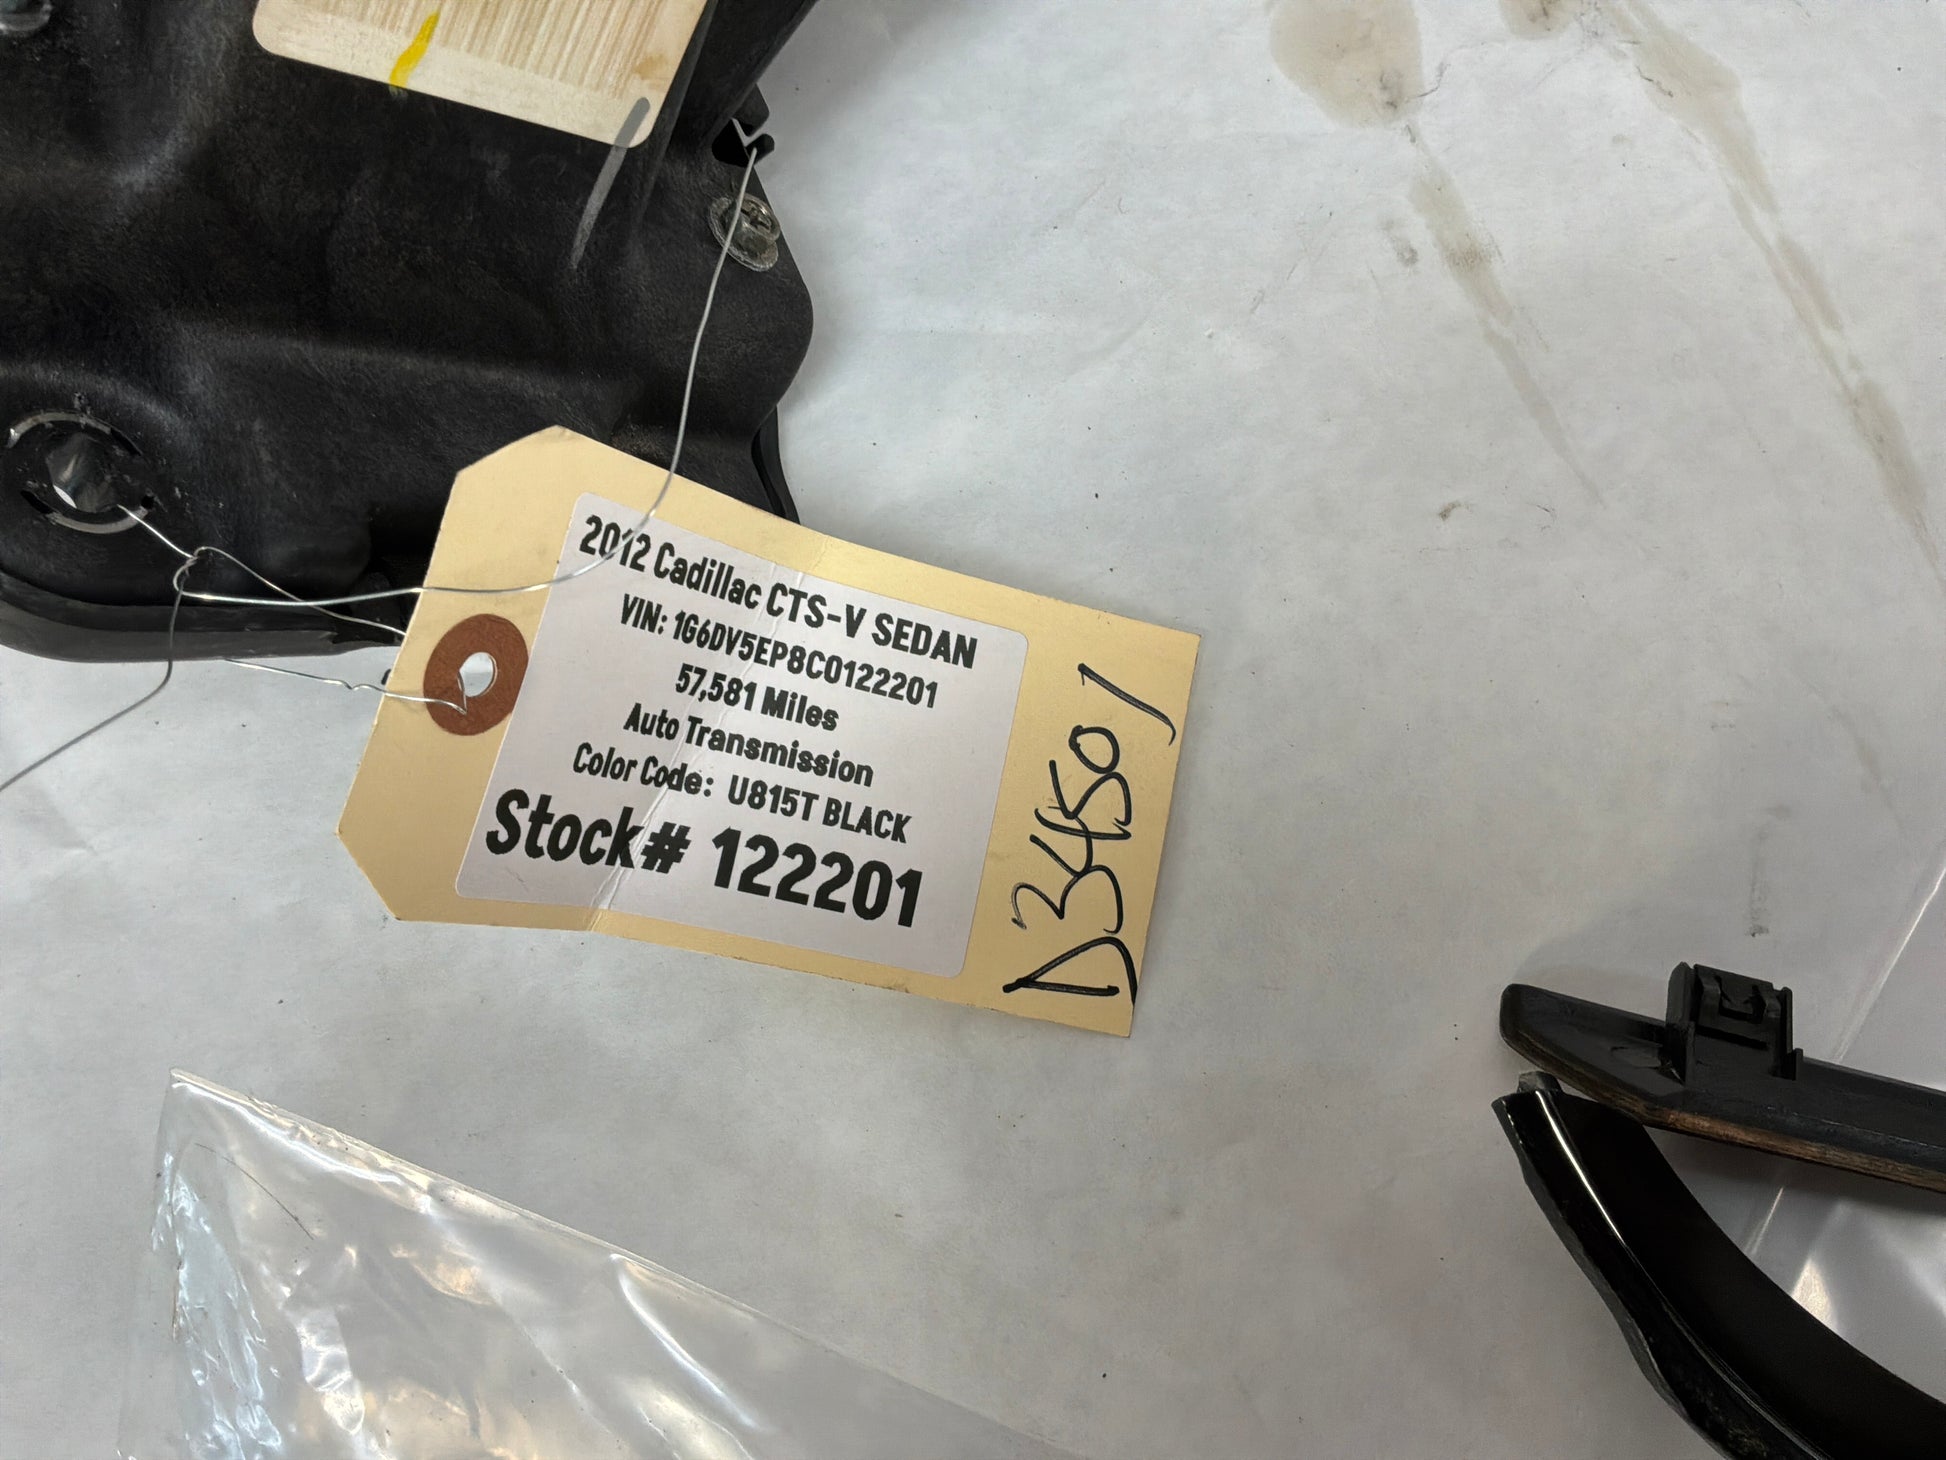 2012 Cadillac CTS-V SEDAN
VIN: 1G6DV5EP8C0122201
57,581 Miles
Auto Transmission
Color Code: U815T BLACK
Stock# 122201
D34501